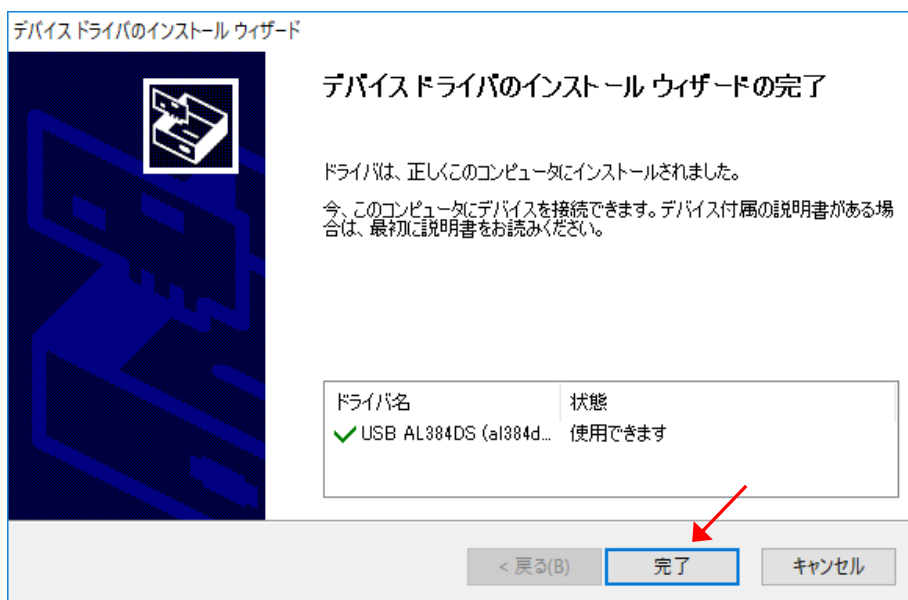 デバイス ドライバのインストール ウィザード
デバイス ドライバのインストール ウィザードの完了
ドライバは、正しくこのコンピュータにインストールされました。
今、このコンピュータにデバイスを接続できます。デバイス付属の説明書がある場
合は、最初に説明書をお読みください。
ドライバ名 状態
USB AL384DS (al384d... 使用できます
< 戻る(B) 完了 キャンセル